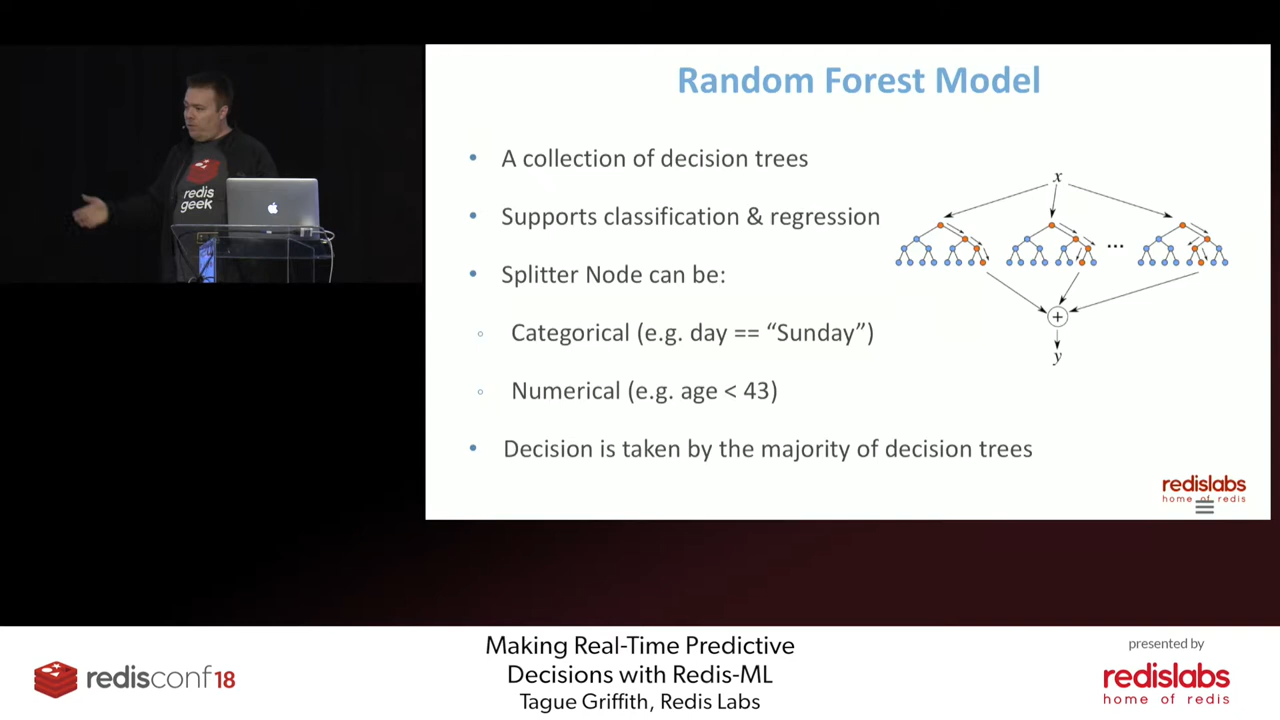 Random Forest Model
• A collection of decision trees
• Supports classification & regression
• Splitter Node can be:
◦ Categorical (e.g. day == “Sunday”)
◦ Numerical (e.g. age < 43)
• Decision is taken by the majority of decision trees
x
...
+
y
redislabs
home of redis
redis
geek
Making Real-Time Predictive
Decisions with Redis-ML
Tague Griffith, Redis Labs
redisconf18
presented by
redislabs
home of redis